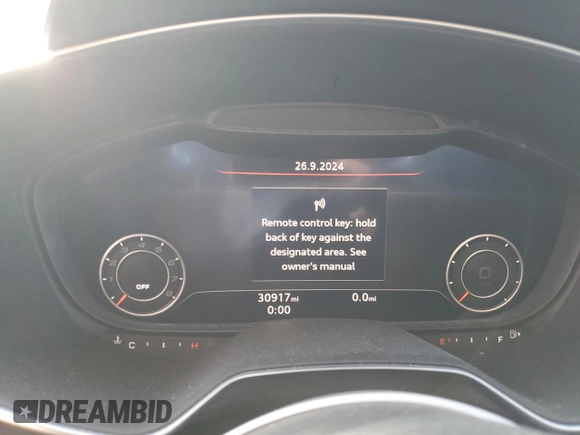 26.9.2024
Remote control key: hold
back of key against the
designated area. See
owner's manual
30917mi 0.0mi
0:00
OFF
0
C H
E F
DREAMBID